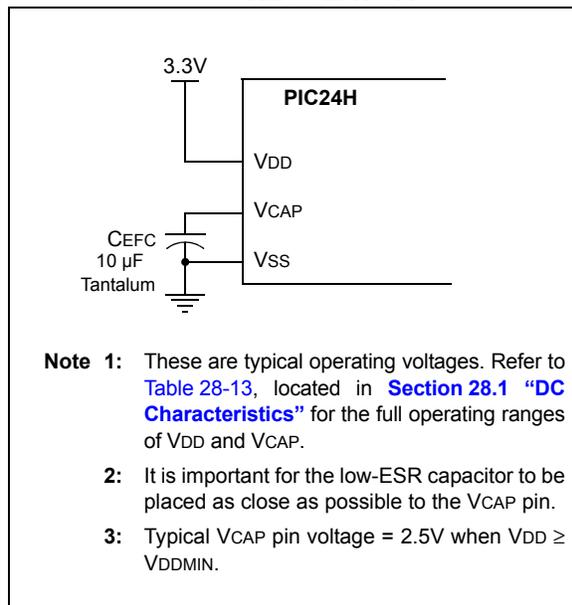 3.3V
PIC24H
VDD
VCAP
CEFC
10 µF
Tantalum
VSS
Note 1: These are typical operating voltages. Refer to
Table 28-13, located in Section 28.1 “DC
Characteristics” for the full operating ranges
of VDD and VCAP.
2: It is important for the low-ESR capacitor to be
placed as close as possible to the VCAP pin.
3: Typical VCAP pin voltage = 2.5V when VDD ≥
VDDMIN.